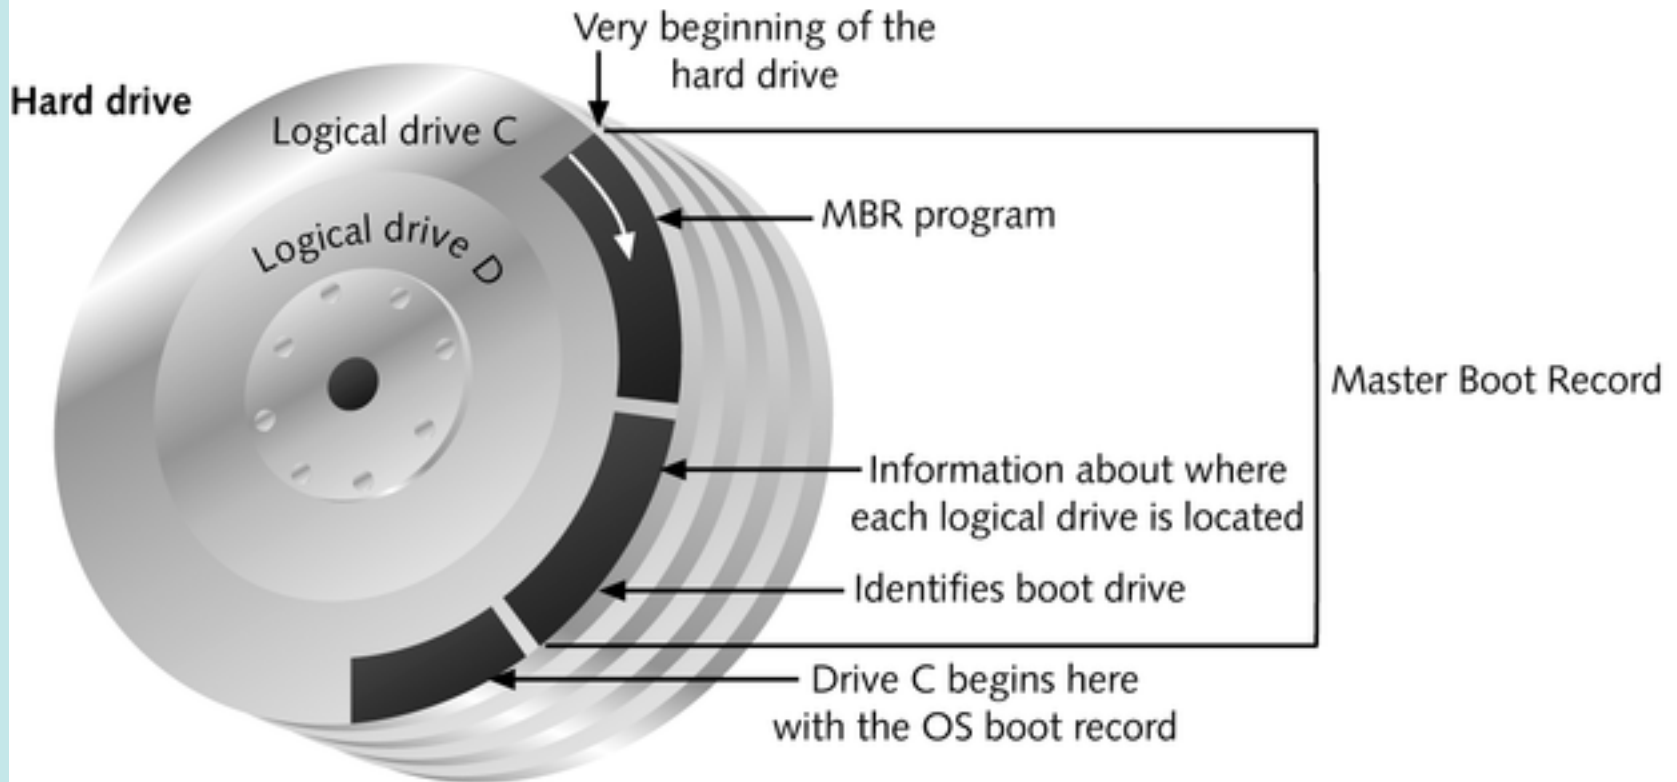 Very beginning of the
hard drive
Hard drive
Logical drive C
Logical drive D
MBR program
Master Boot Record
Information about where
each logical drive is located
Identifies boot drive
Drive C begins here
with the OS boot record